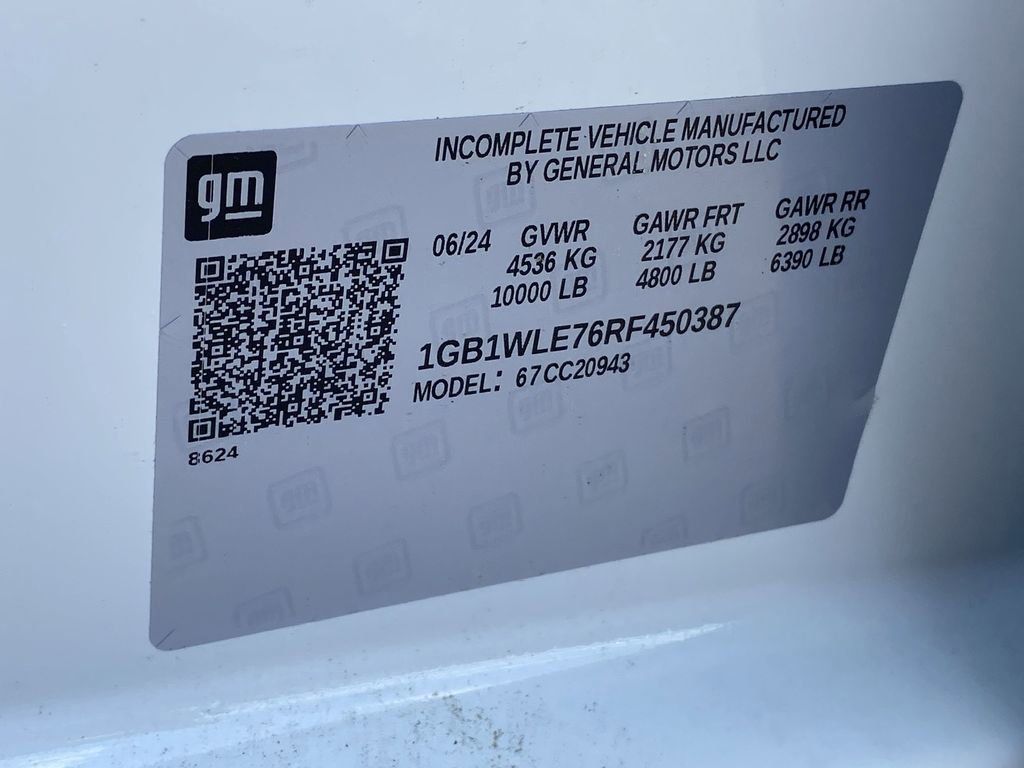 gm
INCOMPLETE VEHICLE MANUFACTURED
BY GENERAL MOTORS LLC
06/24 GVWR GAWR FRT GAWR RR
4536 KG 2177 KG 2898 KG
10000 LB 4800 LB 6390 LB
1GB1WLE76RF450387
MODEL: 67CC20943
8624